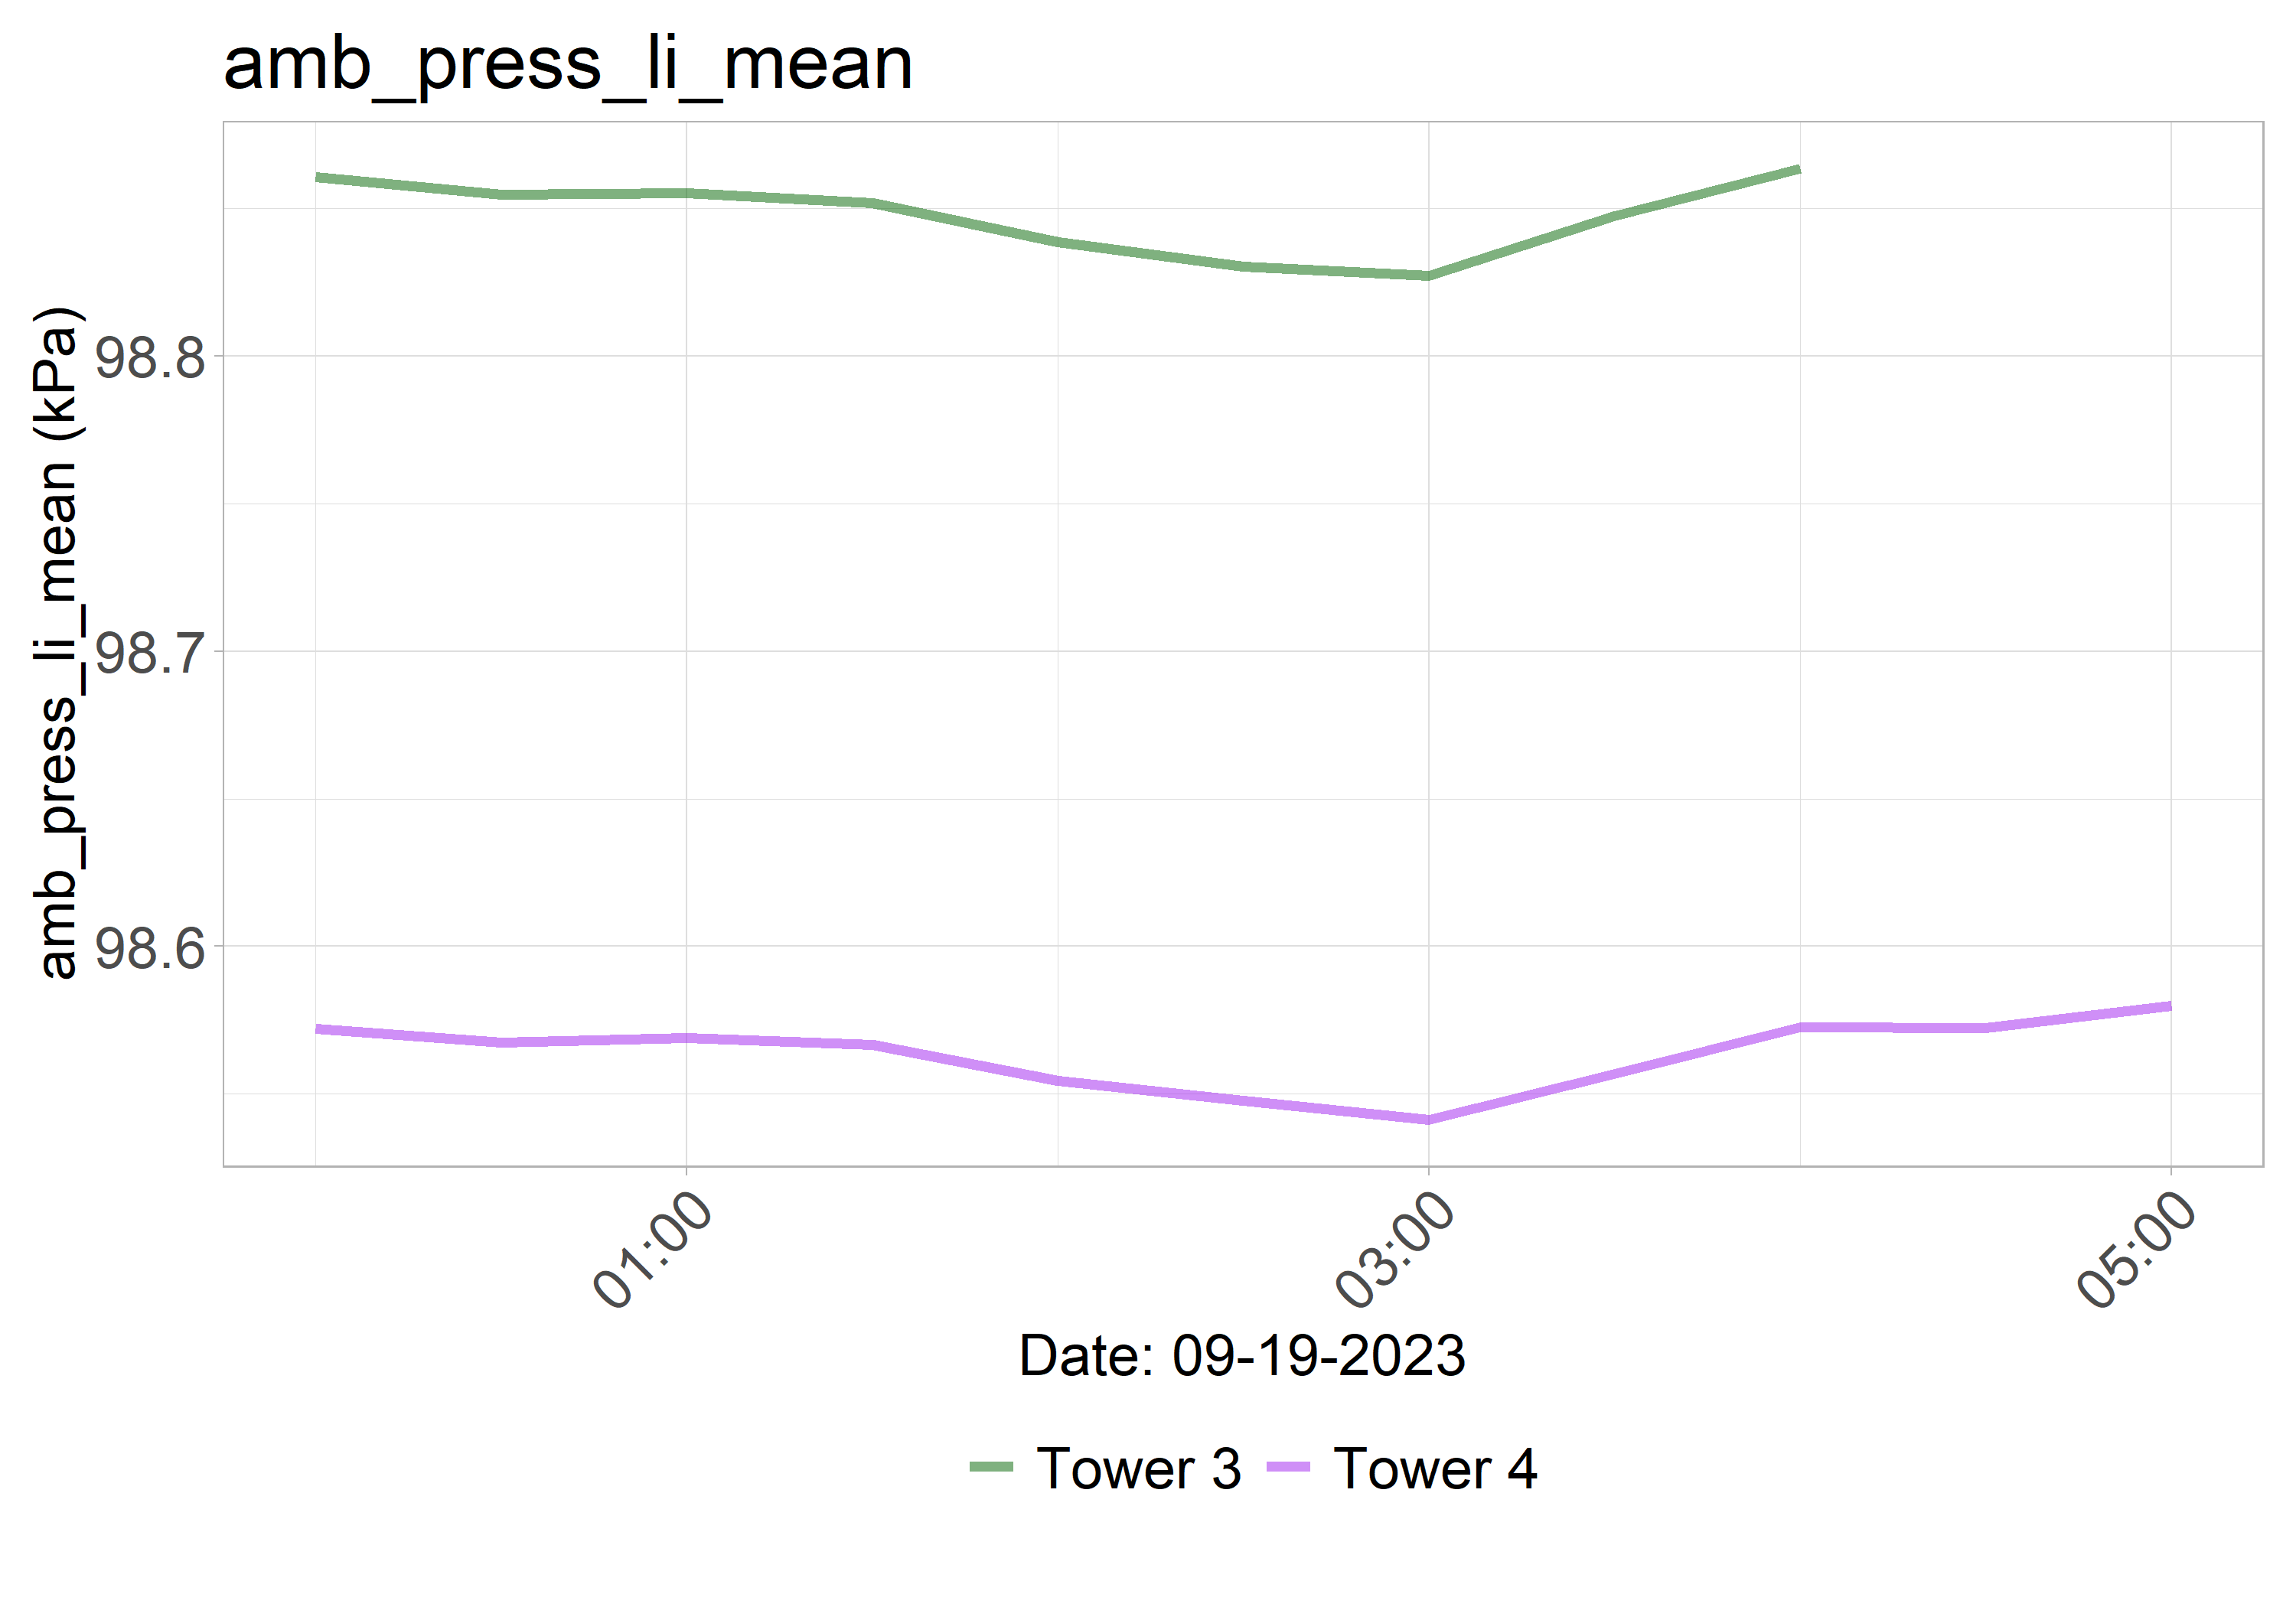 amb_press_li_mean
amb_press_li_mean (kPa)
98.8
98.7
98.6
01:00
03:00
05:00
Date: 09-19-2023
Tower 3
Tower 4